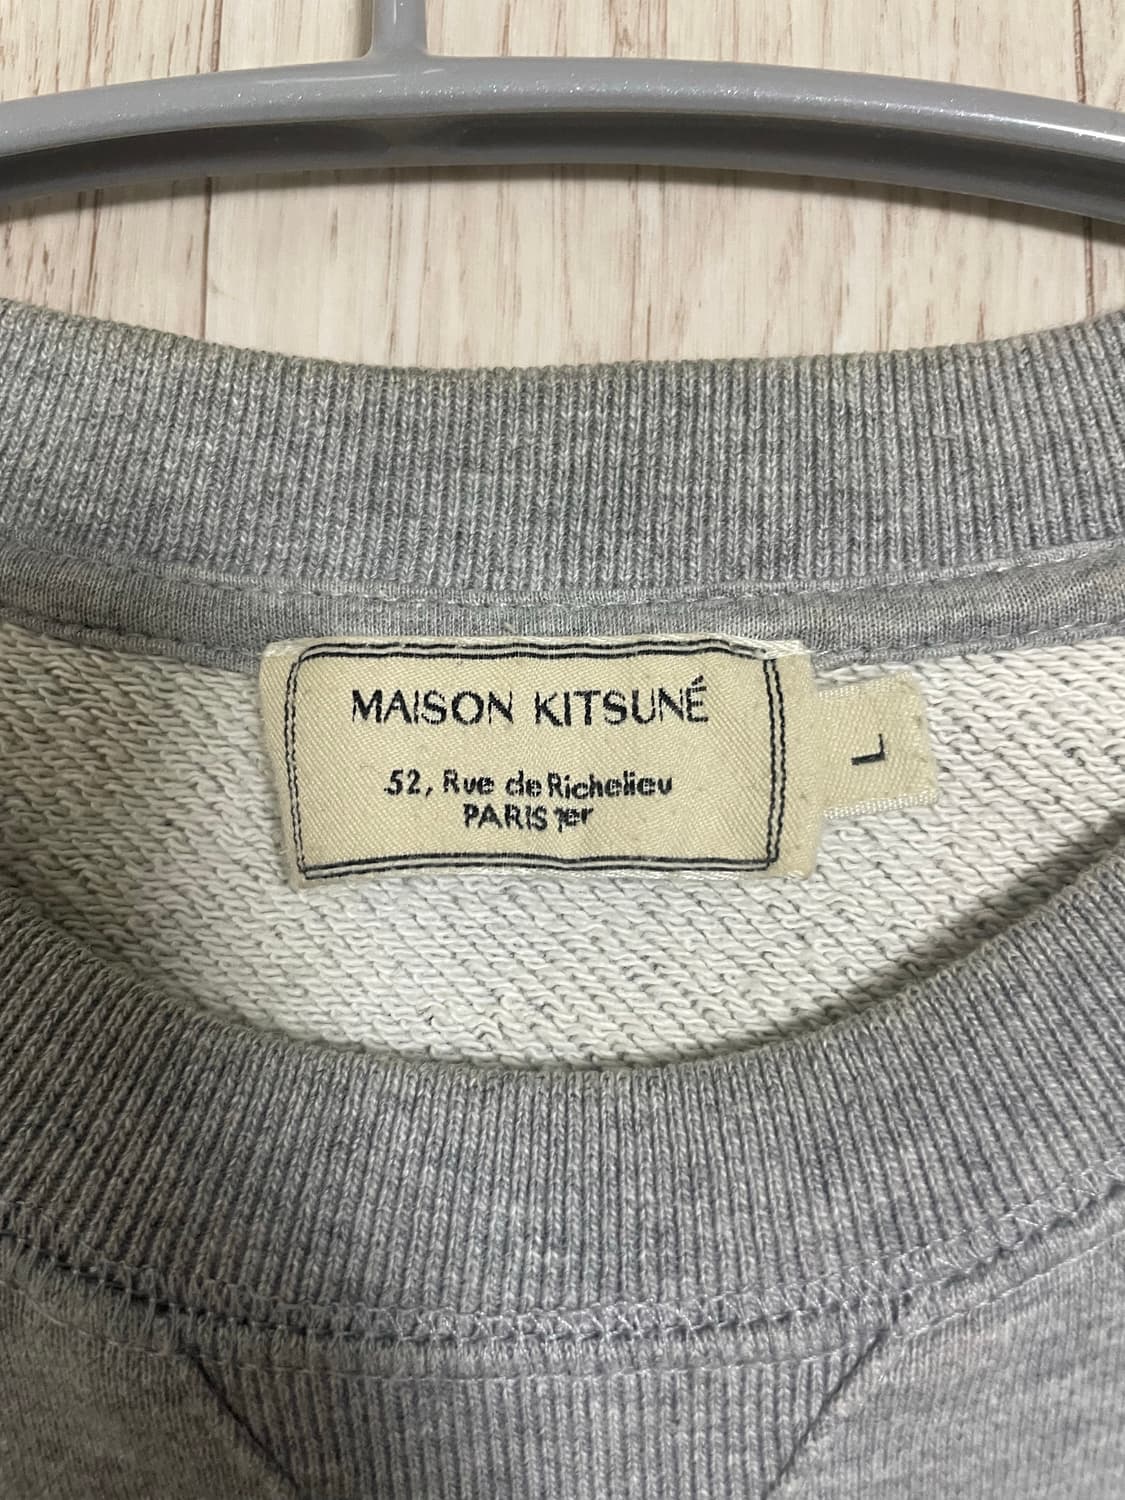 MAISON KITSUNÉ
52, Rue de Richelieu
PARIS 1er
L